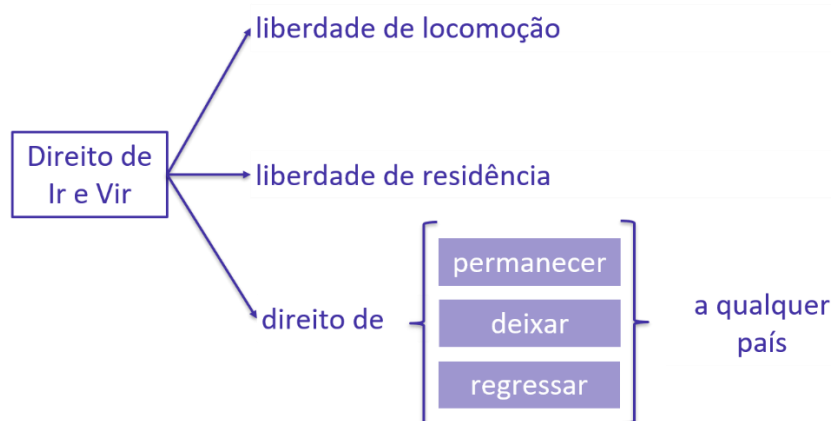 liberdade de locomoção
Direito de
Ir e Vir
liberdade de residência
direito de
permanecer
deixar
regressar
a qualquer
país